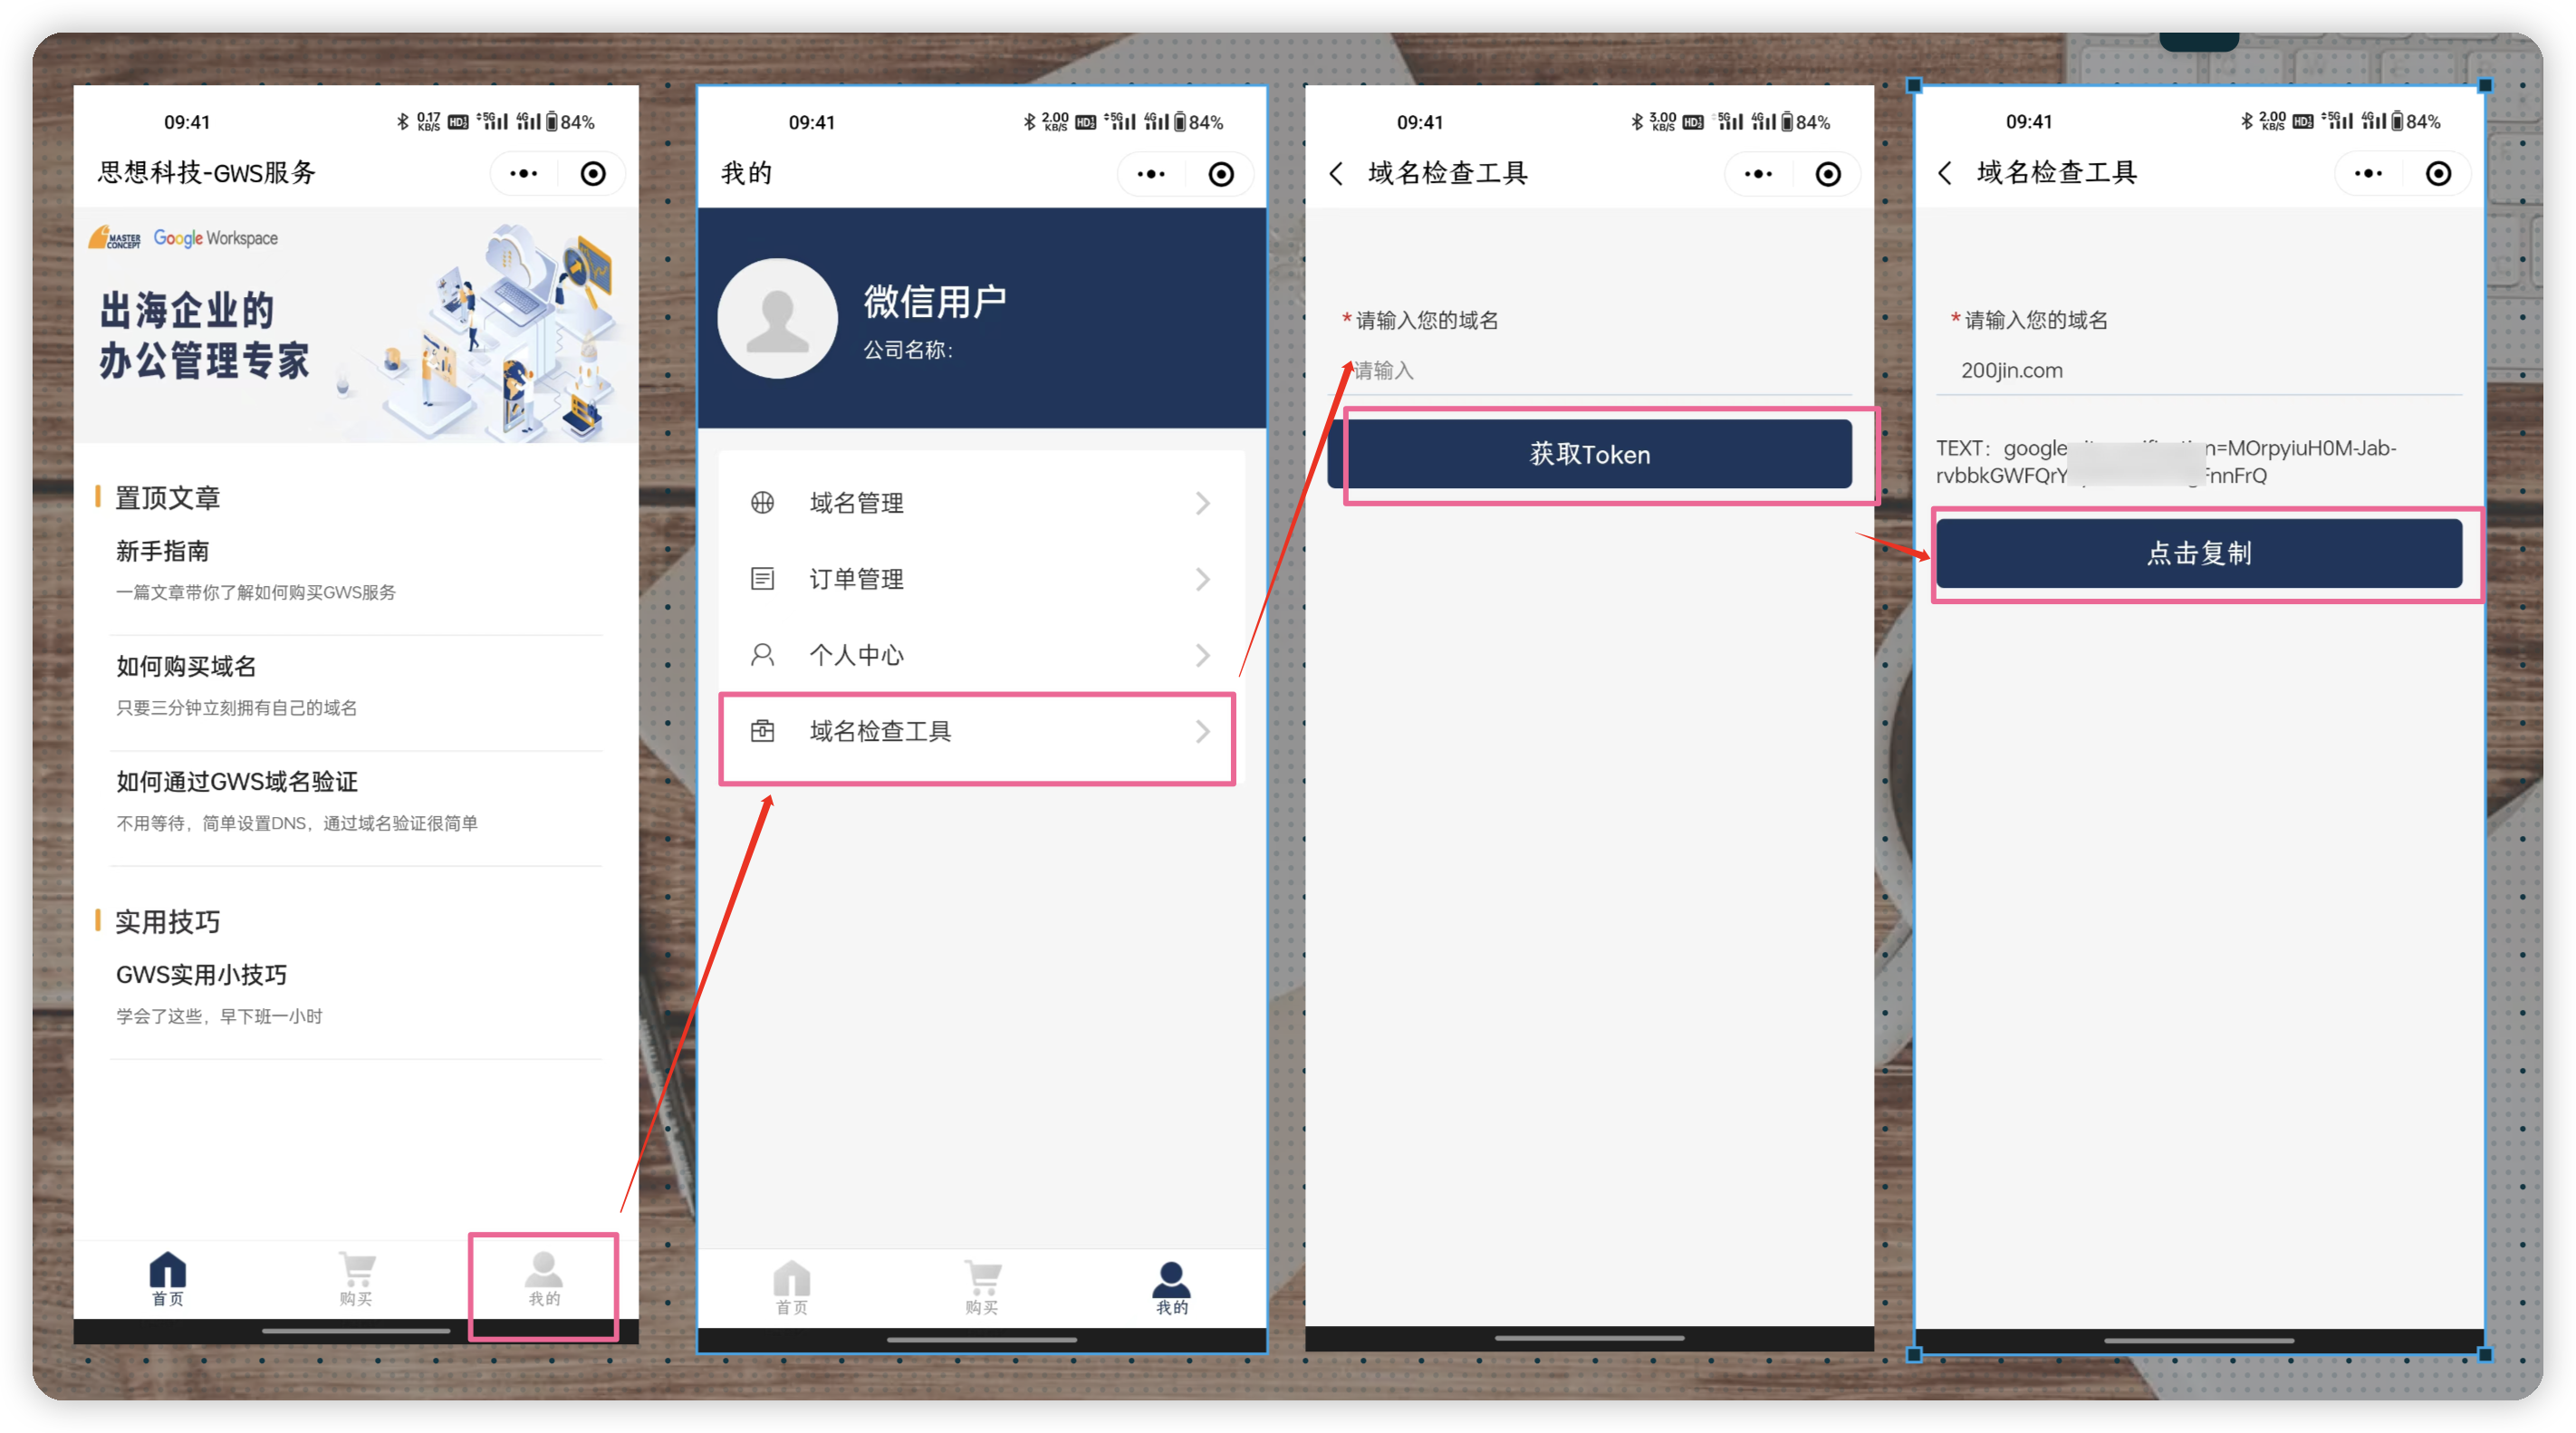 09:41
0.17 KB/S HD 5G 4G 84%
思想科技-GWS服务
MASTER CONCEPT Google Workspace
出海企业的
办公管理专家
置顶文章
新手指南
一篇文章带你了解如何购买GWS服务
如何购买域名
只要三分钟立刻拥有自己的域名
如何通过GWS域名验证
不用等待，简单设置DNS，通过域名验证很简单
实用技巧
GWS实用小技巧
学会了这些，早下班一小时
首页 购买 我的
09:41
2.00 KB/S HD 5G 4G 84%
我的
微信用户
公司名称：
域名管理
订单管理
个人中心
域名检查工具
首页 购买 我的
09:41
3.00 KB/S HD 5G 4G 84%
域名检查工具
*请输入您的域名
请输入
获取Token
09:41
2.00 KB/S HD 5G 4G 84%
域名检查工具
*请输入您的域名
200jin.com
TEXT：google n=MOrpyiuH0M-Jab-
rvbbkGWFQrY FnnFrQ
点击复制